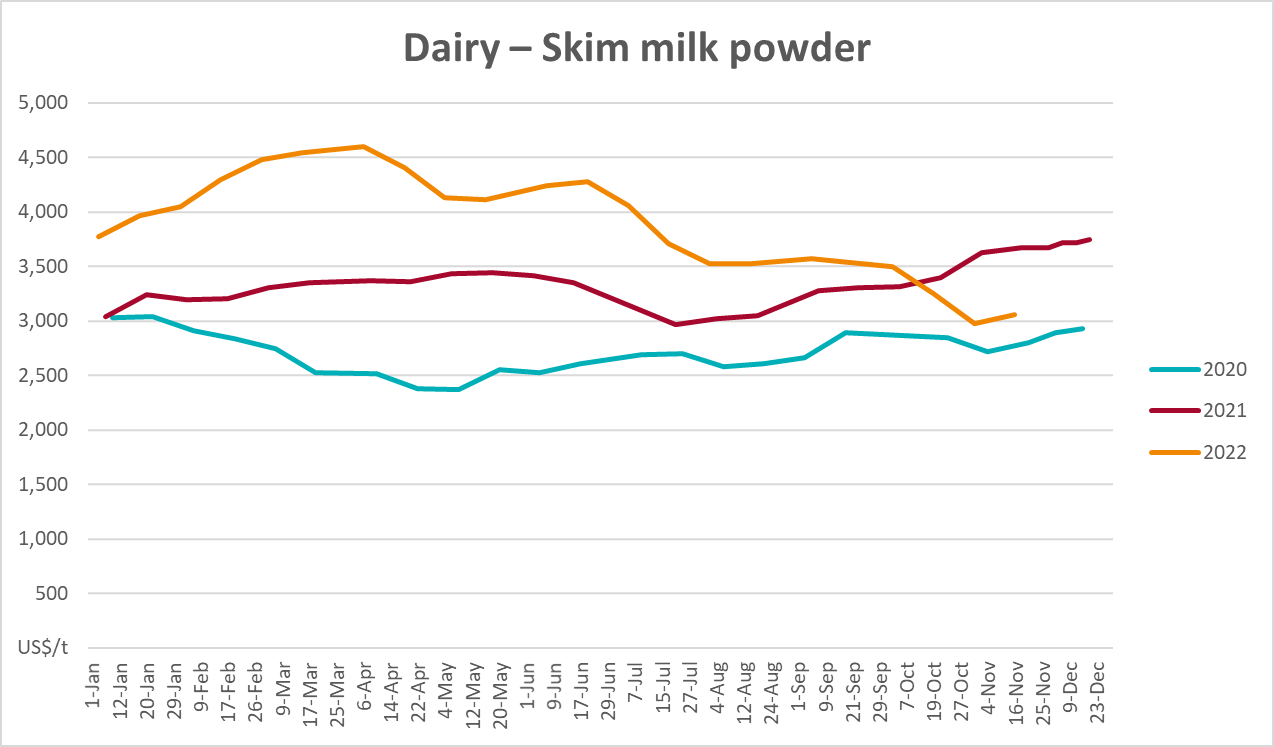 Dairy – Skim milk powder
5,000
4,500
4,000
3,500
3,000
2,500
2,000
1,500
1,000
500
US$/t
2020
2021
2022
1-Jan
12-Jan
20-Jan
29-Jan
9-Feb
17-Feb
26-Feb
9-Mar
17-Mar
25-Mar
6-Apr
14-Apr
22-Apr
4-May
12-May
20-May
1-Jun
9-Jun
17-Jun
29-Jun
7-Jul
15-Jul
27-Jul
4-Aug
12-Aug
24-Aug
1-Sep
9-Sep
21-Sep
29-Sep
7-Oct
19-Oct
27-Oct
4-Nov
16-Nov
25-Nov
9-Dec
23-Dec